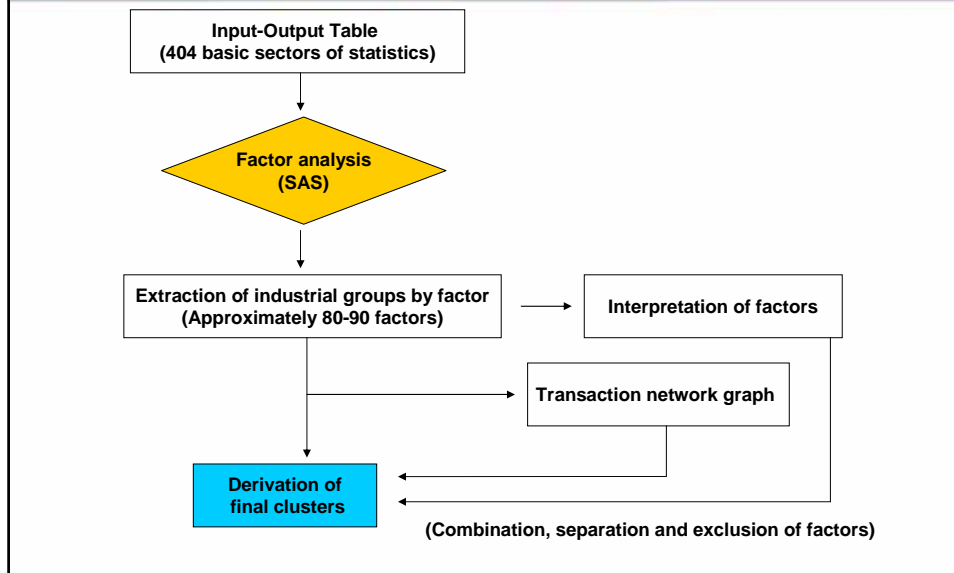 Input-Output Table
(404 basic sectors of statistics)
Factor analysis
(SAS)
Extraction of industrial groups by factor
(Approximately 80-90 factors)
Interpretation of factors
Transaction network graph
Derivation of
final clusters
(Combination, separation and exclusion of factors)